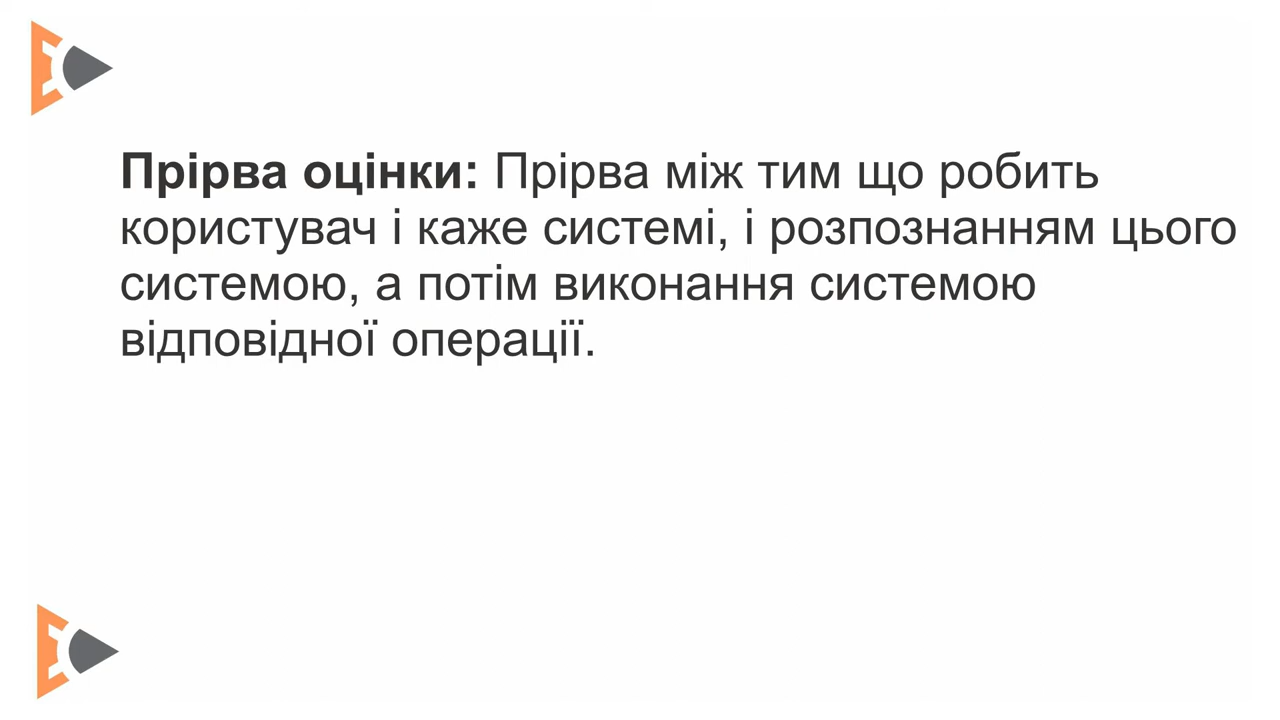 Прірва оцінки: Прірва між тим що робить
користувач і каже системі, і розпознанням цього
системою, а потім виконання системою
відповідної операції.